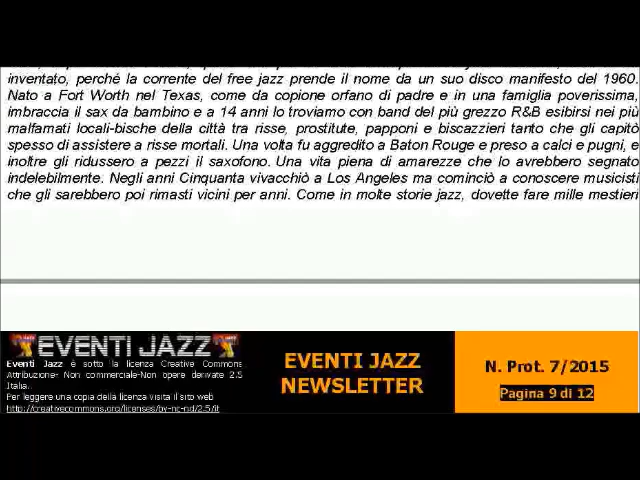 inventato, perché la corrente del free jazz prende il nome da un suo disco manifesto del 1960.
Nato a Fort Worth nel Texas, come da copione orfano di padre e in una famiglia poverissima,
imbraccia il sax da bambino e a 14 anni lo troviamo con band del più grezzo R&B esibirsi nei più
malfamati locali-bische della città tra risse, prostitute, papponi e biscazzieri tanto che gli capitò
spesso di assistere a risse mortali. Una volta fu aggredito a Baton Rouge e preso a calci e pugni, e
inoltre gli ridussero a pezzi il saxofono. Una vita piena di amarezze che lo avrebbero segnato
indelebilmente. Negli anni Cinquanta vivacchiò a Los Angeles ma cominciò a conoscere musicisti
che gli sarebbero poi rimasti vicini per anni. Come in molte storie jazz, dovette fare mille mestieri
EVENTI JAZZ
Eventi Jazz è sotto la licenza Creative Commons
Attribuzione- Non commerciale-Non opere derivate 2.5
Italia..
Per leggere una copia della licenza visita il sito web
http://creativecommons.org/licenses/by-nc-nd/2.5/it
EVENTI JAZZ
NEWSLETTER
N. Prot. 7/2015
Pagina 9 di 12